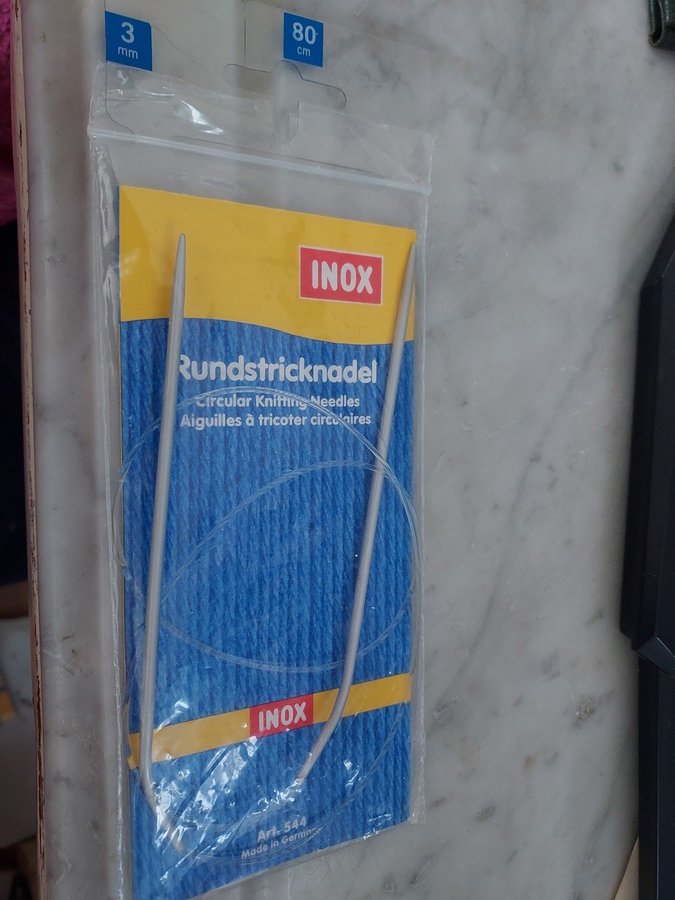 3
mm
80
cm
INOX
Rundstricknadel
Circular Knitting Needles
Aiguilles à tricoter circulaires
INOX
Art. 544
Made in Germany